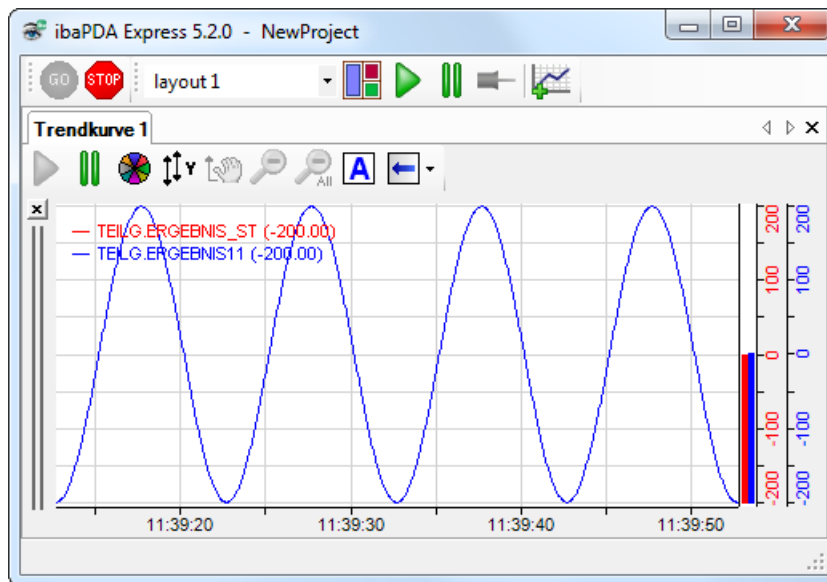 ibaPDA Express 5.2.0 - NewProject
GO STOP layout 1
Trendkurve 1
Y All A
TEILG.ERGEBNIS_ST (-200.00)
TEILG.ERGEBNIS11 (-200.00)
200 200
100 100
0 0
-100 -100
-200 -200
11:39:20 11:39:30 11:39:40 11:39:50